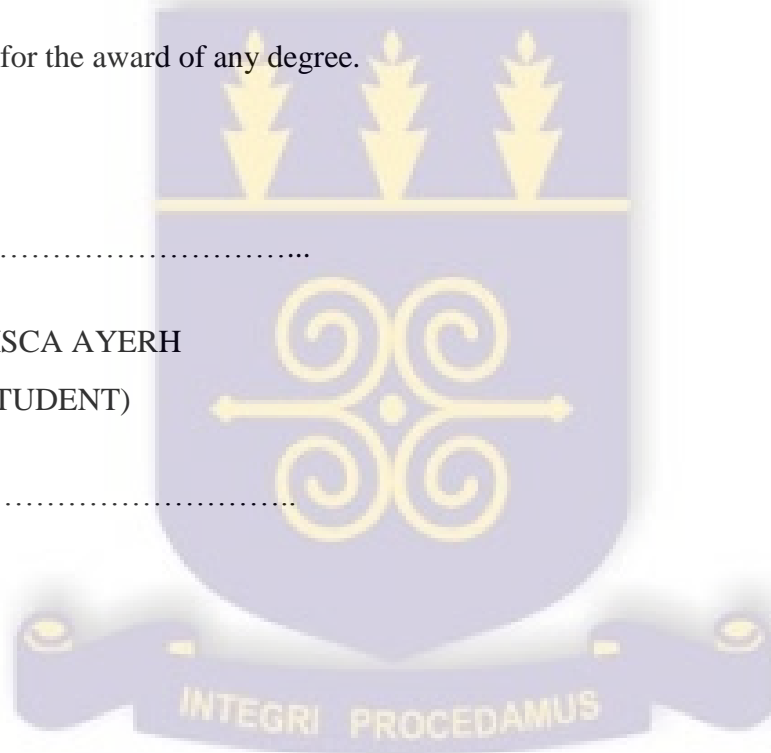 for the award of any degree.
………………………...
SCA AYERH
TUDENT)
………………………..
INTEGRI PROCEDAMUS